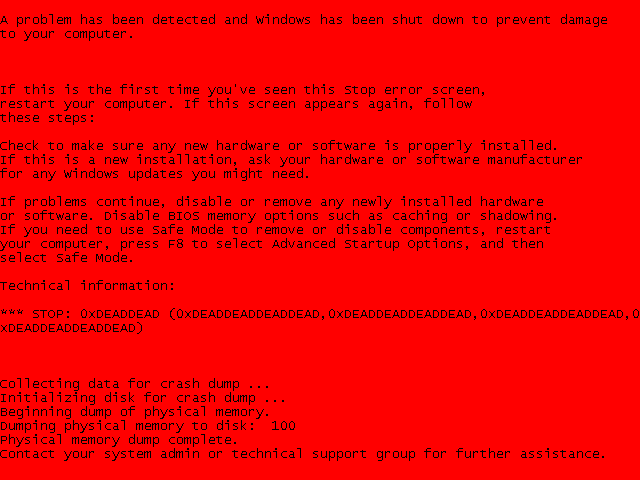 A problem has been detected and Windows has been shut down to prevent damage
to your computer.
If this is the first time you've seen this Stop error screen,
restart your computer. If this screen appears again, follow
these steps:
Check to make sure any new hardware or software is properly installed.
If this is a new installation, ask your hardware or software manufacturer
for any Windows updates you might need.
If problems continue, disable or remove any newly installed hardware
or software. Disable BIOS memory options such as caching or shadowing.
If you need to use Safe Mode to remove or disable components, restart
your computer, press F8 to select Advanced Startup Options, and then
select Safe Mode.
Technical information:
*** STOP: 0xDEADDEAD (0xDEADDEADDEADDEAD,0xDEADDEADDEADDEAD,0xDEADDEADDEADDEAD,0
xDEADDEADDEADDEAD)
Collecting data for crash dump ...
Initializing disk for crash dump ...
Beginning dump of physical memory.
Dumping physical memory to disk:  100
Physical memory dump complete.
Contact your system admin or technical support group for further assistance.